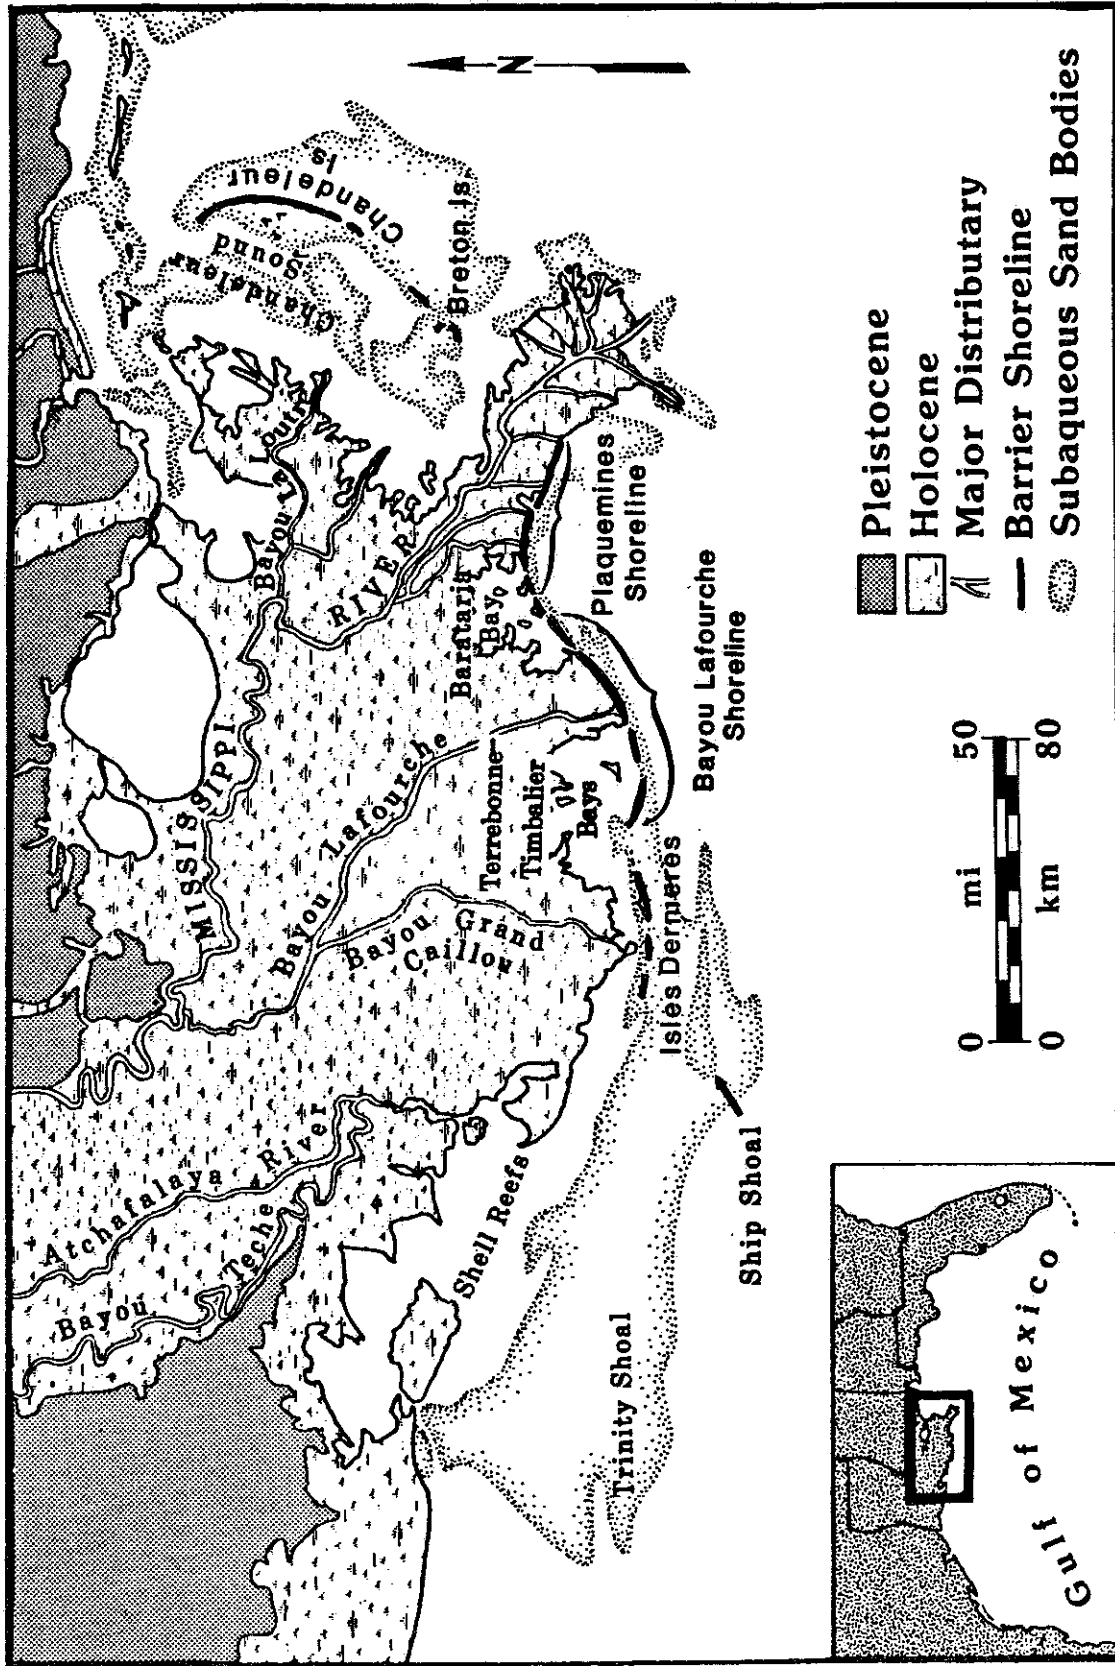 N
Chandeleur
Is
Chandeleur
Sound
Breton Is
Bayou La Loutre
MISSISSIPPI
RIVER
Barataria
Bay
Plaquemines
Shoreline
Bayou Lafourche
Terrebonne
Timbalier
Bays
Bayou Lafourche
Shoreline
Bayou Grand
Caillou
Isles Dernieres
Atchafalaya River
Bayou Teche
Shell Reefs
Ship Shoal
Trinity Shoal
Pleistocene
Holocene
Major Distributary
Barrier Shoreline
Subaqueous Sand Bodies
0 mi 50
0 km 80
Gulf of Mexico